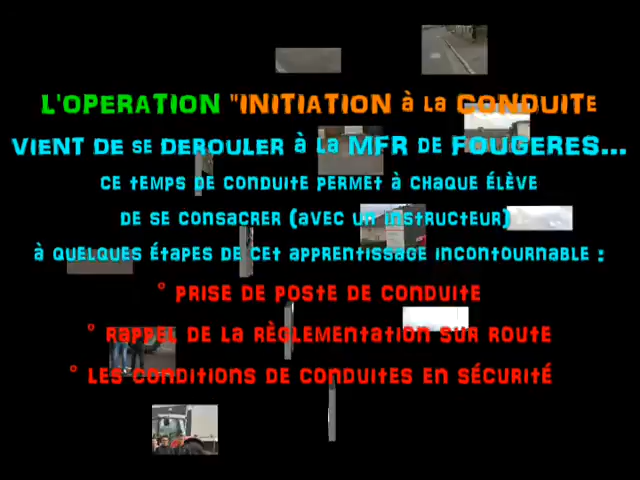 L'OPERATION "INITIATION à La CONDUITE
VIENT DE SE DEROULER à La MFR DE FOUGERES...
CE TEMPS DE CONDUITE PERMET À CHAQUE ÉLÈVE
DE SE CONSACRER (AVEC UN INSTRUCTEUR)
À QUELQUES ÉTAPES DE CET APPRENTISSAGE INCONTOURNABLE :
° PRISE DE POSTE DE CONDUITE
° RAPPEL DE LA RÈGLEMENTATION SUR ROUTE
° LES CONDITIONS DE CONDUITES EN SÉCURITÉ